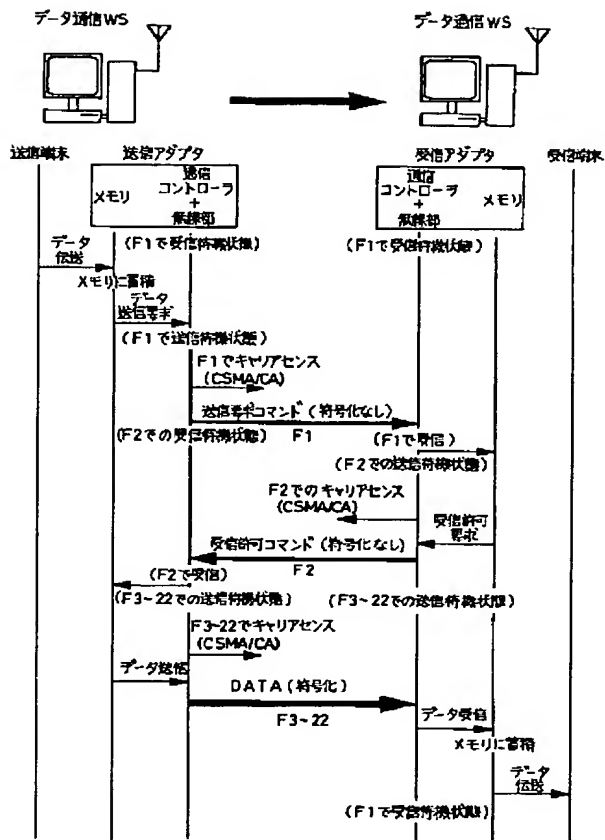 データ通信WS
データ通信WS
送信端末
送信アダプタ
受信アダプタ
受信端末
メモリ
通信
コントローラ
+
無線部
通信
コントローラ
+
無線部
メモリ
データ
伝送
(F1で受信待機状態)
(F1で受信待機状態)
メモリに蓄積
データ
送信要求
(F1で送信待機状態)
F1でキャリアセンス
(CSMA/CA)
送信要求コマンド(符号化なし)
F1
(F2での受信待機状態)
(F1で受信)
(F2での送信待機状態)
F2でのキャリアセンス
(CSMA/CA)
受信許可
要求
受信許可コマンド(符号化なし)
F2
(F2で受信)
(F3~22での送信待機状態)
(F3~22での送信待機状態)
F3~22でキャリアセンス
(CSMA/CA)
データ送信
DATA(符号化)
F3~22
データ受信
メモリに蓄積
データ
伝送
(F1で受信待機状態)